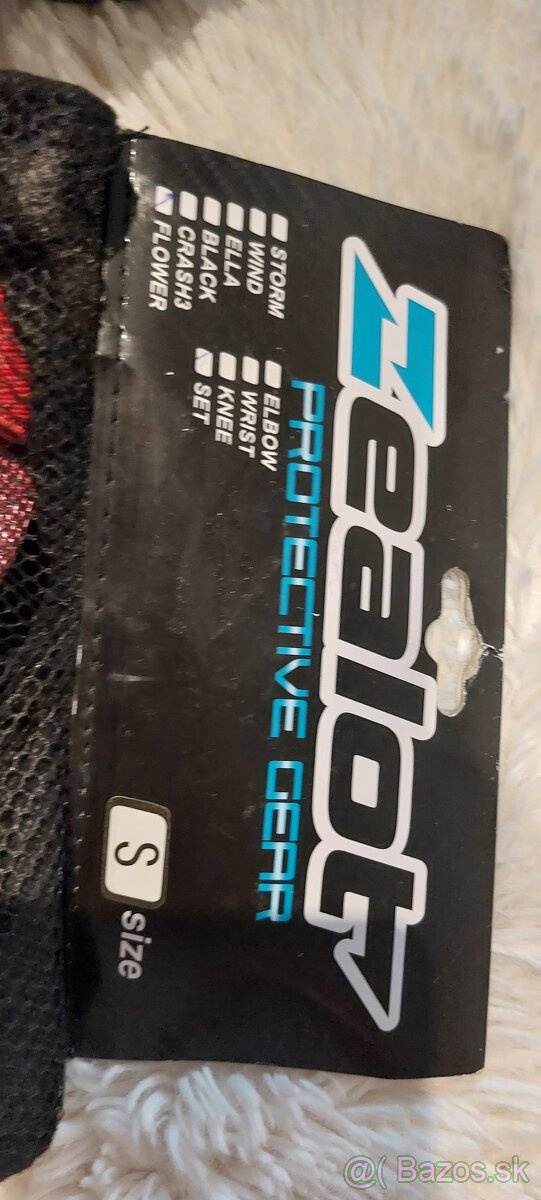 Zealot
PROTECTIVE GEAR
STORM
WIND
ELLA
BLACK
CRASH3
FLOWER
ELBOW
WRIST
KNEE
SET
S size
@( Bazos.sk